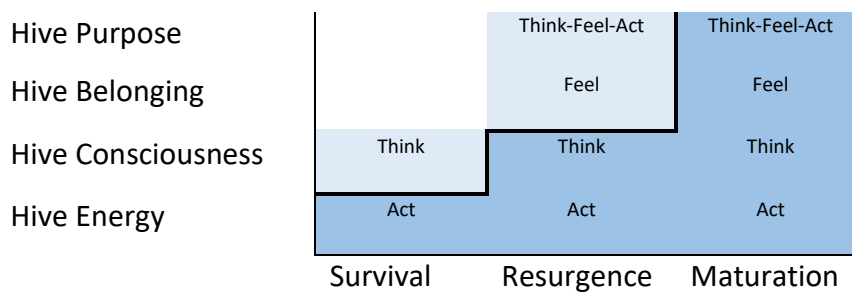 Hive Purpose Think-Feel-Act Think-Feel-Act
Hive Belonging Feel Feel
Hive Consciousness Think Think Think
Hive Energy Act Act Act
Survival Resurgence Maturation